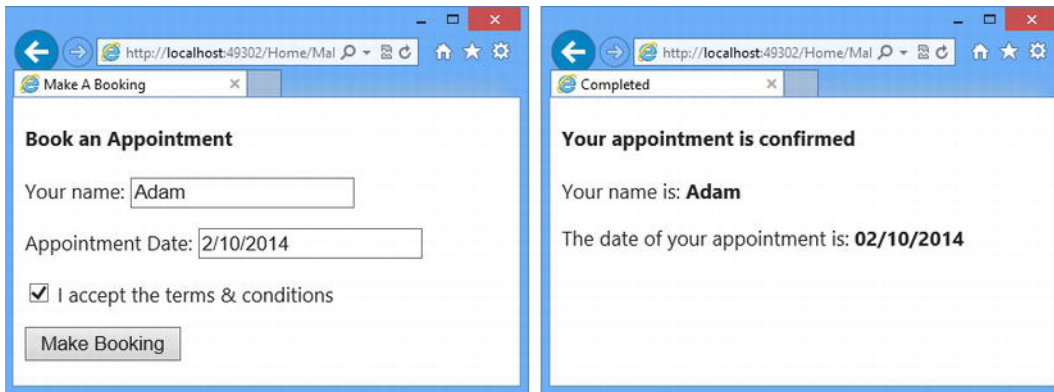 http://localhost:49302/Home/Mal
Make A Booking
Book an Appointment
Your name: Adam
Appointment Date: 2/10/2014
I accept the terms & conditions
Make Booking
http://localhost:49302/Home/Mal
Completed
Your appointment is confirmed
Your name is: Adam
The date of your appointment is: 02/10/2014